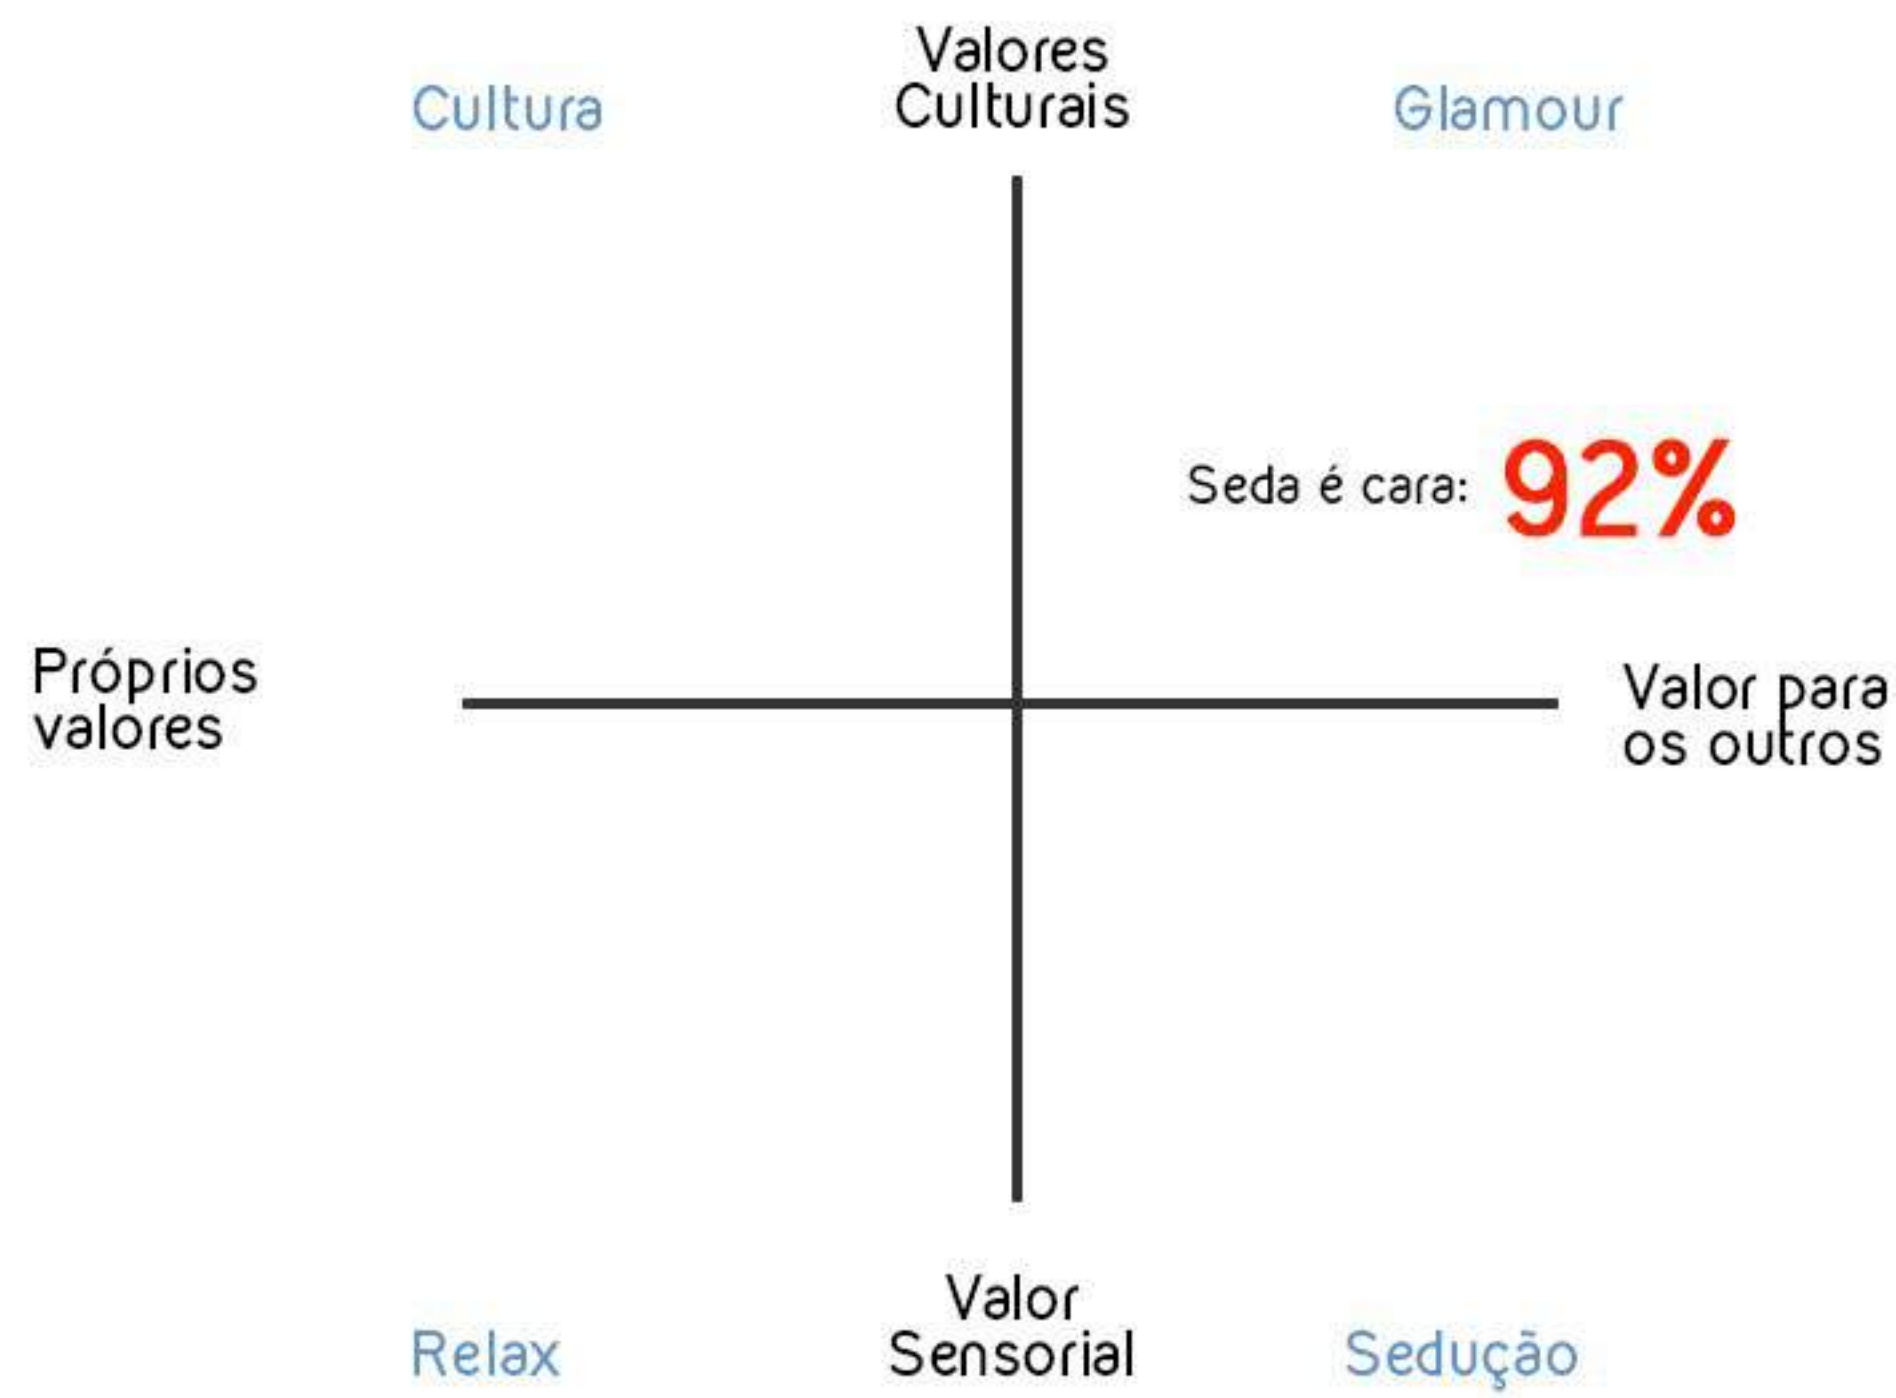 Valores
Culturais
Cultura
Glamour
Seda é cara: 92%
Próprios
valores
Valor para
os outros
Valor
Sensorial
Relax
Sedução